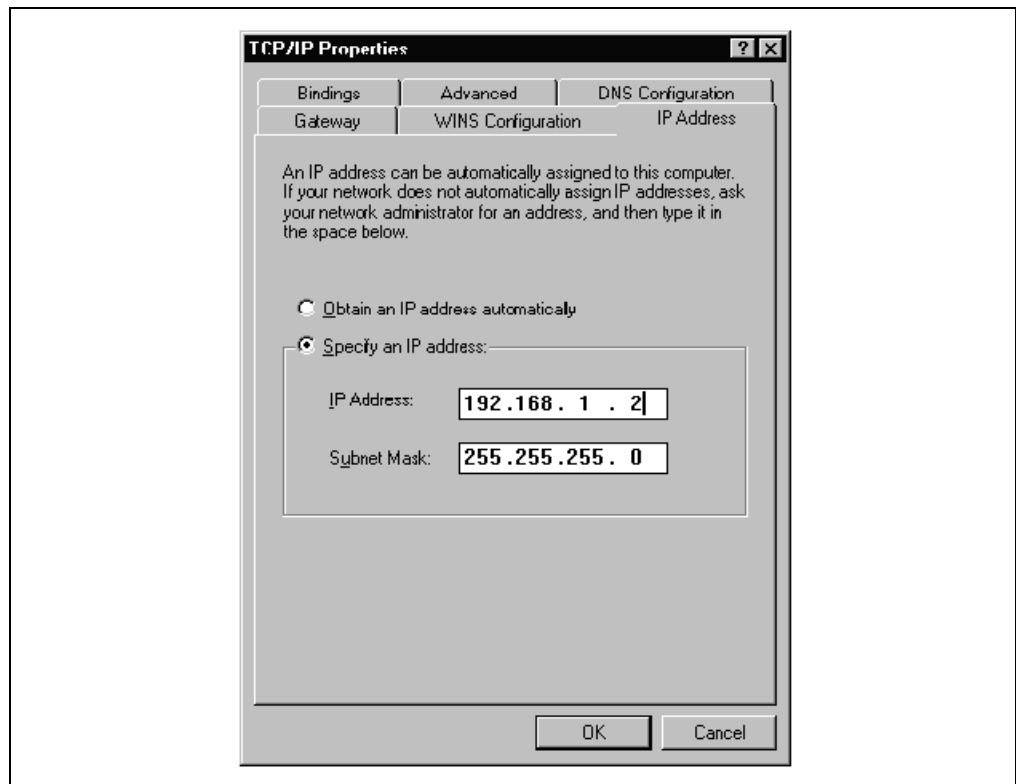 TCP/IP Properties
Bindings Advanced DNS Configuration
Gateway WINS Configuration IP Address
An IP address can be automatically assigned to this computer.
If your network does not automatically assign IP addresses, ask
your network administrator for an address, and then type it in
the space below.
Obtain an IP address automatically
Specify an IP address:
IP Address: 192.168. 1 . 2
Subnet Mask: 255.255.255. 0
OK Cancel